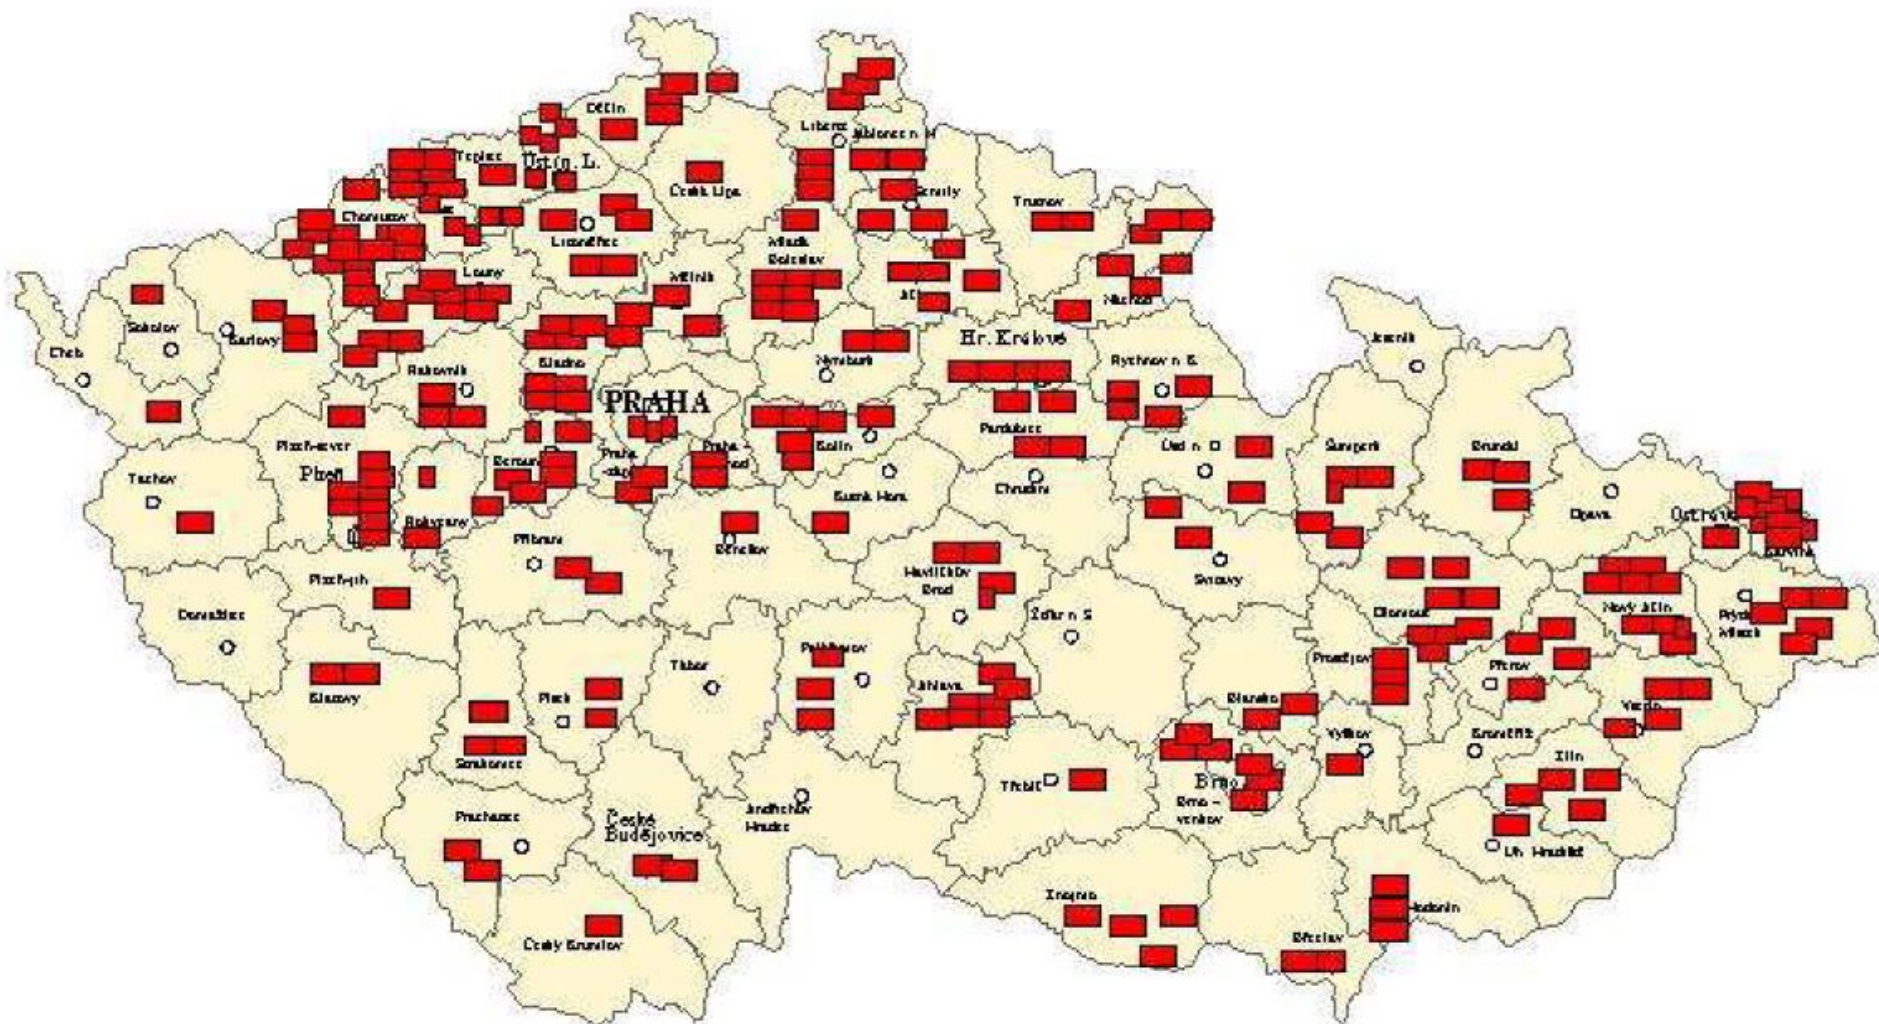 Děčín
Liberec
Jablonec n. N
Teplice
Ústí n. L.
Česká Lípa
Semily
Trutnov
Chomutov
Litoměřice
Mladá
Boleslav
Louny
Mělník
Jičín
Náchod
Sokolov
Karlovy
Cheb
Hr. Králové
Jeseník
Rakovník
Kladno
Nymburk
Rychnov n. K.
PRAHA
Plzeň-sever
Beroun
Praha
Praha
Kolín
Pardubice
Ústí n. O
Šumperk
Bruntál
Plzeň
Tachov
Rokycany
Kutná Hora
Chrudim
Opava
Ostrava
Karviná
Příbram
Benešov
Svitavy
Plzeň-jih
Havlíčkův
Brod
Domažlice
Žďár n. S
Olomouc
Nový Jičín
Frýdek
Místek
Klatovy
Písek
Tábor
Pelhřimov
Jihlava
Prostějov
Přerov
Blansko
Vsetín
Strakonice
Vyškov
Kroměříž
Zlín
Třebíč
Brno
Brno -
venkov
Prachatice
České
Budějovice
Jindřichův
Hradec
Uh. Hradiště
Znojmo
Hodonín
Český Krumlov
Břeclav